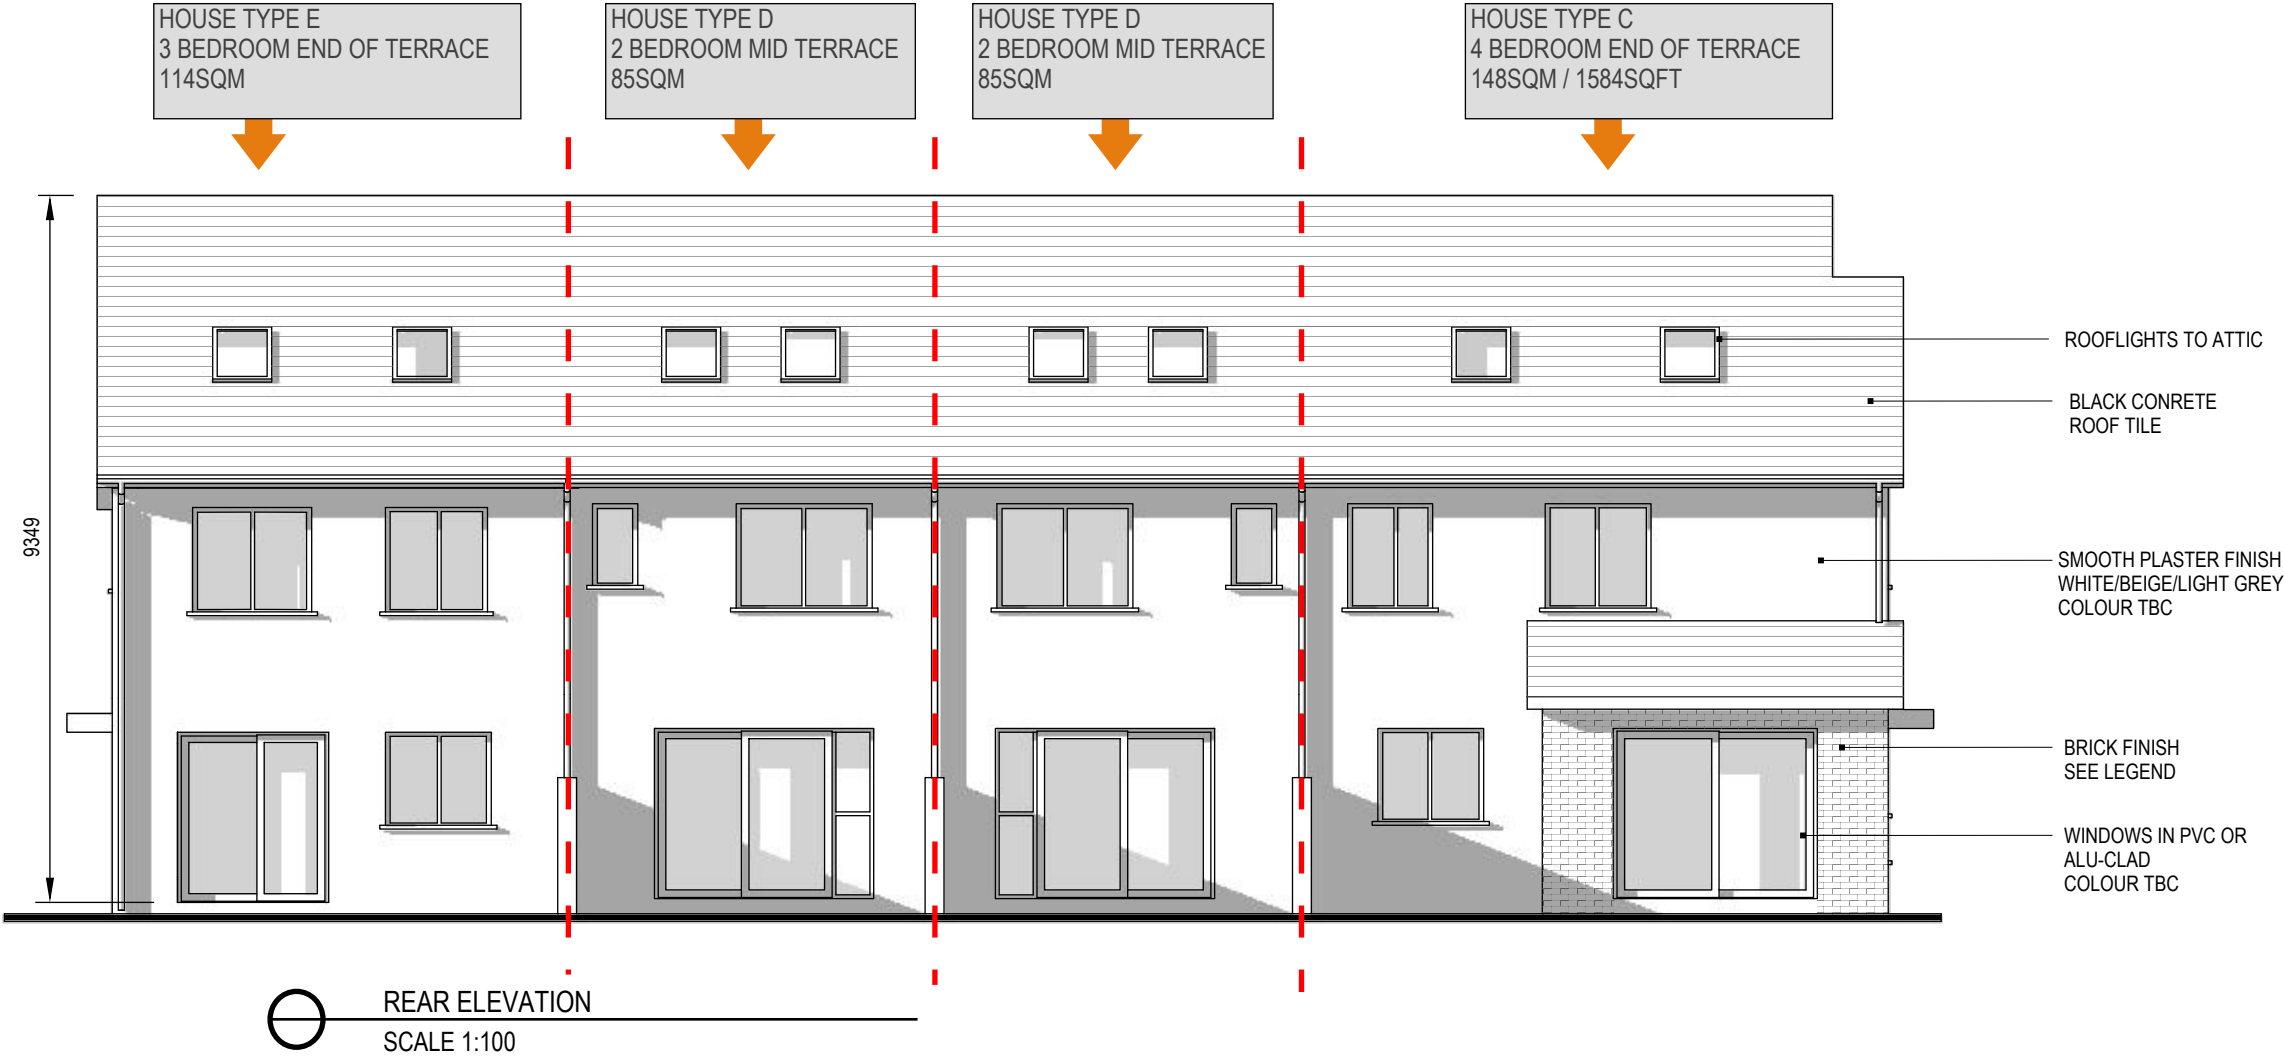 HOUSE TYPE E
3 BEDROOM END OF TERRACE
114SQM
HOUSE TYPE D
2 BEDROOM MID TERRACE
85SQM
HOUSE TYPE D
2 BEDROOM MID TERRACE
85SQM
HOUSE TYPE C
4 BEDROOM END OF TERRACE
148SQM / 1584SQFT
9349
ROOFLIGHTS TO ATTIC
BLACK CONRETE
ROOF TILE
SMOOTH PLASTER FINISH
WHITE/BEIGE/LIGHT GREY
COLOUR TBC
BRICK FINISH
SEE LEGEND
WINDOWS IN PVC OR
ALU-CLAD
COLOUR TBC
REAR ELEVATION
SCALE 1:100